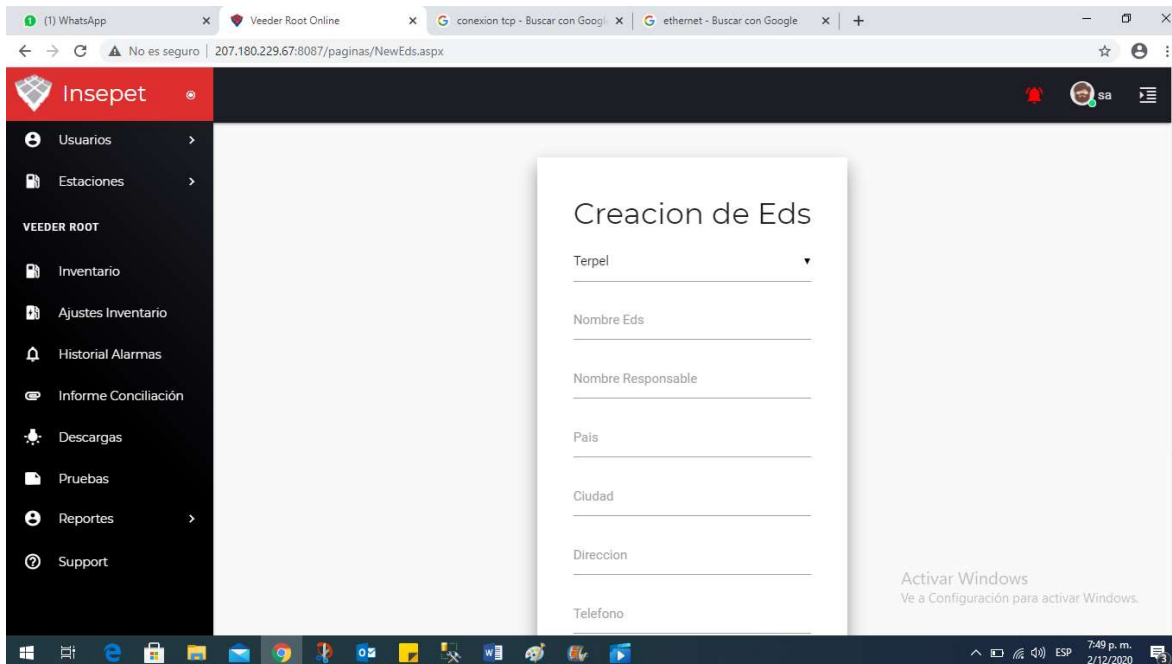 (1) WhatsApp
Veeder Root Online
conexion tcp - Buscar con Googl
ethernet - Buscar con Google
No es seguro
207.180.229.67:8087/paginas/NewEds.aspx
Insepet
sa
Usuarios
Estaciones
VEEDER ROOT
Inventario
Ajustes Inventario
Historial Alarmas
Informe Conciliación
Descargas
Pruebas
Reportes
Support
Creacion de Eds
Terpel
Nombre Eds
Nombre Responsable
Pais
Ciudad
Direccion
Telefono
Activar Windows
Ve a Configuración para activar Windows.
ESP
7:49 p. m.
2/12/2020